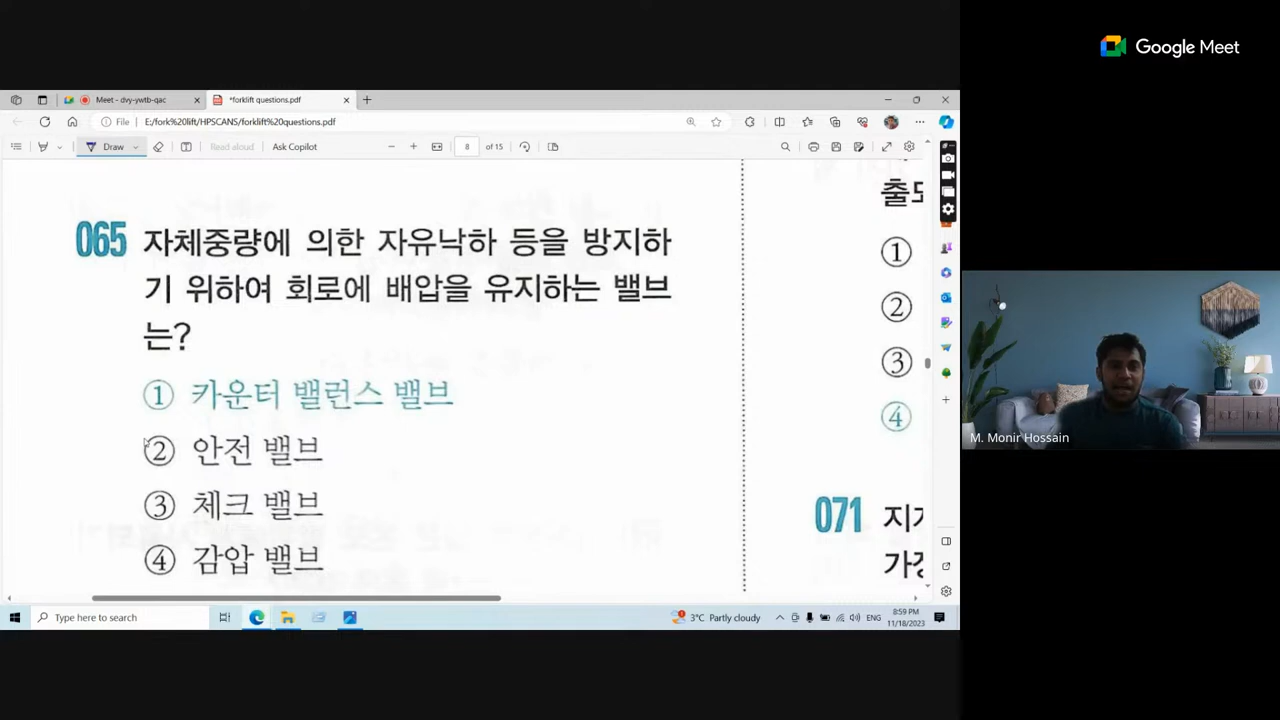 Google Meet
Meet - dvy-ywtb-qac
*forklift questions.pdf
File
E:/fork%20lift/HPSCANS/forklift%20questions.pdf
Draw
Read aloud
Ask Copilot
8
of 15
065 자체중량에 의한 자유낙하 등을 방지하
기 위하여 회로에 배압을 유지하는 밸브
는?
① 카운터 밸런스 밸브
② 안전 밸브
③ 체크 밸브
④ 감압 밸브
①
②
③
④
071
M. Monir Hossain
Type here to search
3°C Partly cloudy
ENG
8:59 PM
11/18/2023